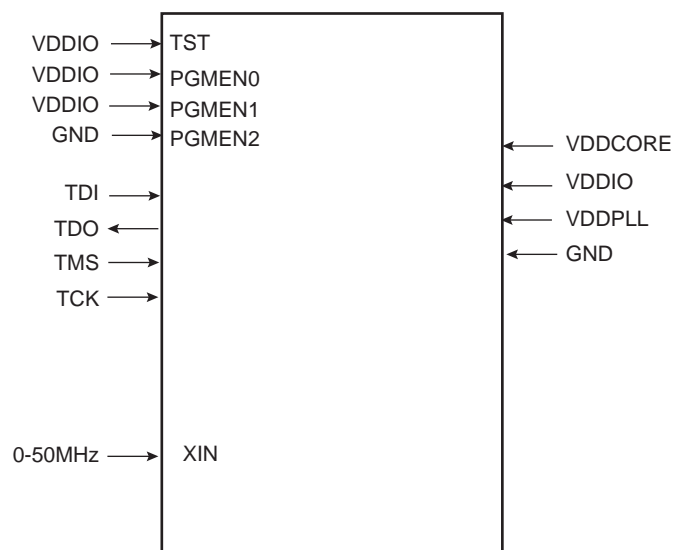 VDDIO TST
VDDIO PGMEN0
VDDIO PGMEN1
GND PGMEN2
VDDCORE
TDI VDDIO
TDO VDDPLL
TMS GND
TCK
0-50MHz XIN